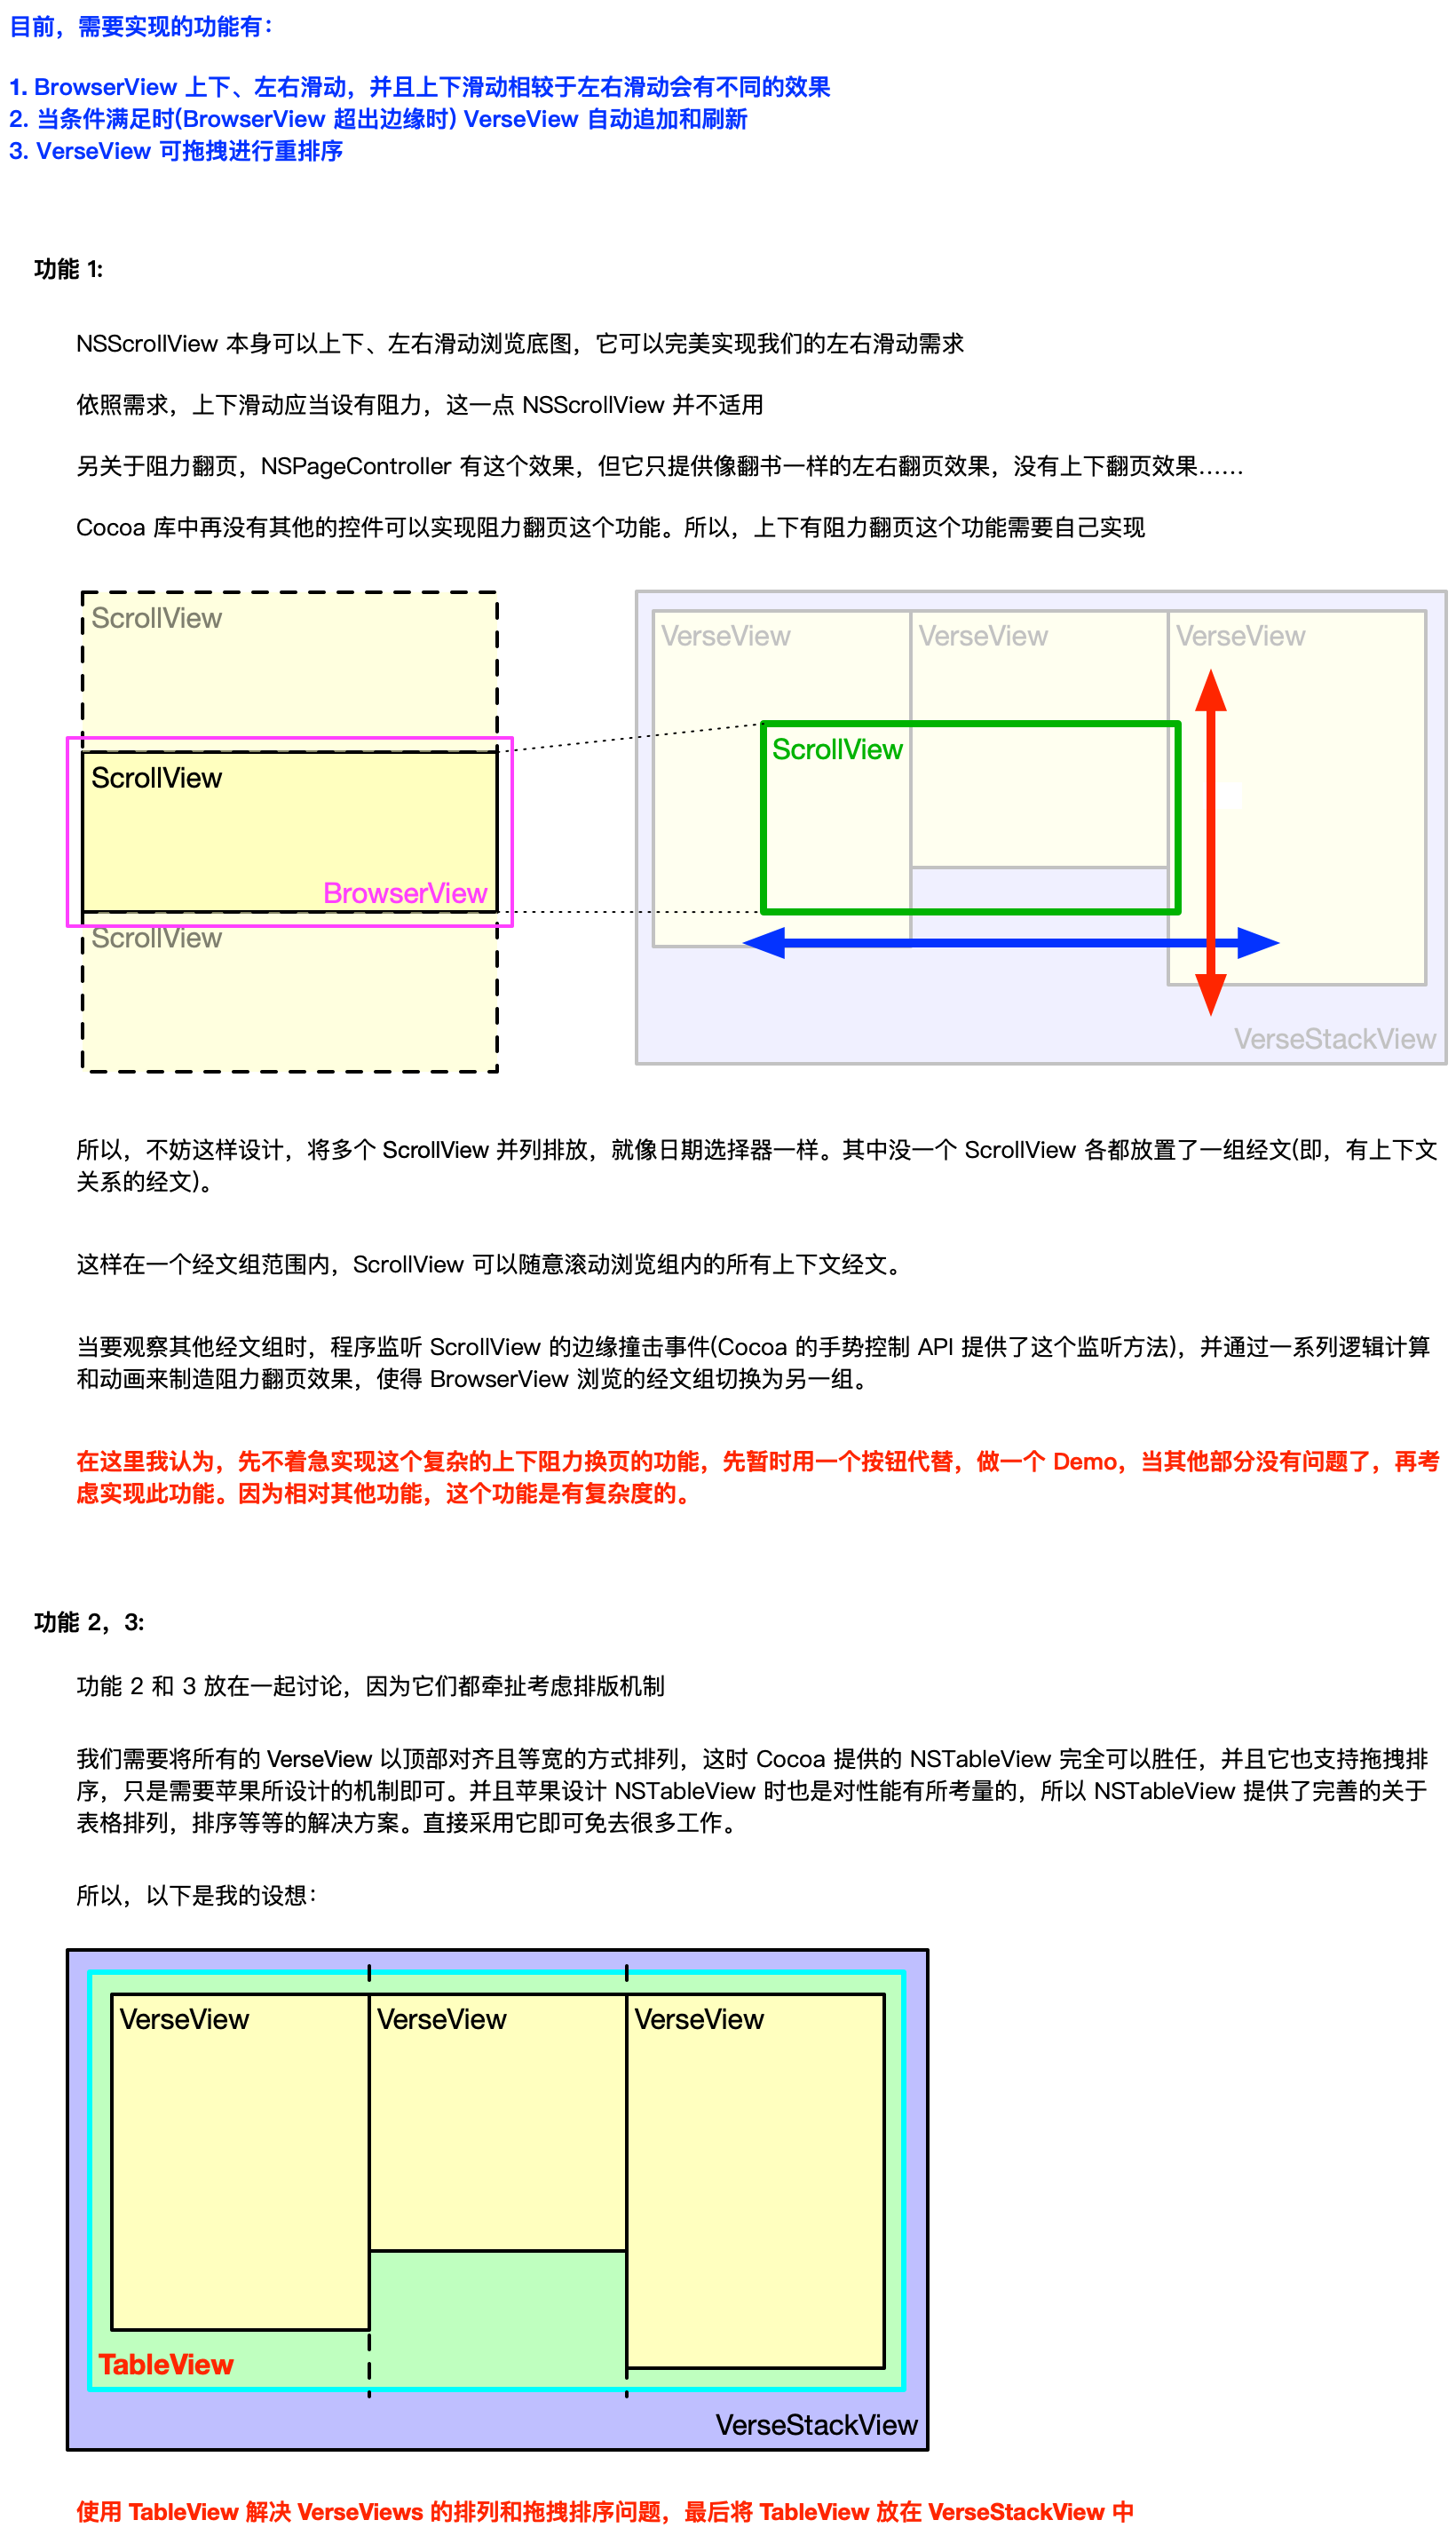 目前，需要实现的功能有：
1. BrowserView 上下、左右滑动，并且上下滑动相较于左右滑动会有不同的效果
2. 当条件满足时(BrowserView 超出边缘时) VerseView 自动追加和刷新
3. VerseView 可拖拽进行重排序
功能 1:
NSScrollView 本身可以上下、左右滑动浏览底图，它可以完美实现我们的左右滑动需求
依照需求，上下滑动应当设有阻力，这一点 NSScrollView 并不适用
另关于阻力翻页，NSPageController 有这个效果，但它只提供像翻书一样的左右翻页效果，没有上下翻页效果……
Cocoa 库中再没有其他的控件可以实现阻力翻页这个功能。所以，上下有阻力翻页这个功能需要自己实现
ScrollView
ScrollView
BrowserView
ScrollView
VerseView
VerseView
VerseView
ScrollView
VerseStackView
所以，不妨这样设计，将多个 ScrollView 并列排放，就像日期选择器一样。其中没一个 ScrollView 各都放置了一组经文(即，有上下文
关系的经文)。
这样在一个经文组范围内，ScrollView 可以随意滚动浏览组内的所有上下文经文。
当要观察其他经文组时，程序监听 ScrollView 的边缘撞击事件(Cocoa 的手势控制 API 提供了这个监听方法)，并通过一系列逻辑计算
和动画来制造阻力翻页效果，使得 BrowserView 浏览的经文组切换为另一组。
在这里我认为，先不着急实现这个复杂的上下阻力换页的功能，先暂时用一个按钮代替，做一个 Demo，当其他部分没有问题了，再考
虑实现此功能。因为相对其他功能，这个功能是有复杂度的。
功能 2，3:
功能 2 和 3 放在一起讨论，因为它们都牵扯考虑排版机制
我们需要将所有的 VerseView 以顶部对齐且等宽的方式排列，这时 Cocoa 提供的 NSTableView 完全可以胜任，并且它也支持拖拽排
序，只是需要苹果所设计的机制即可。并且苹果设计 NSTableView 时也是对性能有所考量的，所以 NSTableView 提供了完善的关于
表格排列，排序等等的解决方案。直接采用它即可免去很多工作。
所以，以下是我的设想：
VerseView
VerseView
VerseView
TableView
VerseStackView
使用 TableView 解决 VerseViews 的排列和拖拽排序问题，最后将 TableView 放在 VerseStackView 中